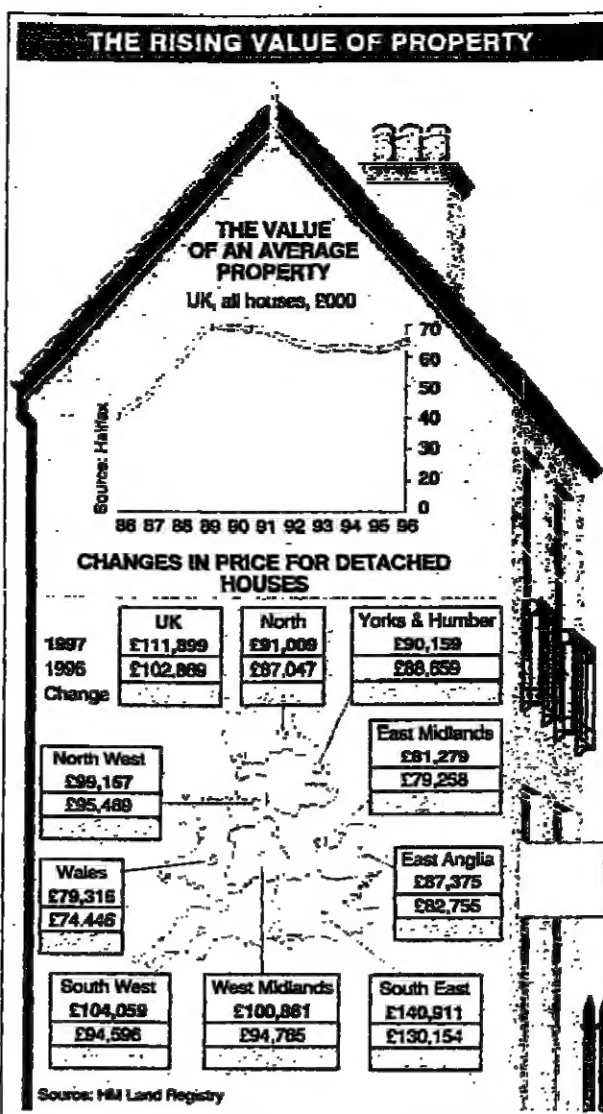 THE RISING VALUE OF PROPERTY
THE VALUE
OF AN AVERAGE
PROPERTY
UK, all houses, £000
70
60
50
40
30
20
0
Source: Halifax
86 87 88 89 90 91 92 93 94 95 96
CHANGES IN PRICE FOR DETACHED
HOUSES
1997
1996
Change
UK
£111,899
£102,889
North
£91,009
£87,047
Yorks & Humber
£90,159
£88,659
North West
£99,157
£95,489
East Midlands
£81,279
£79,258
Wales
£79,316
£74.446
East Anglia
£87,375
£82,755
South West
£104,059
£94,596
West Midlands
£100,881
£94,765
South East
£140,911
£130,154
Source: HM Land Registry